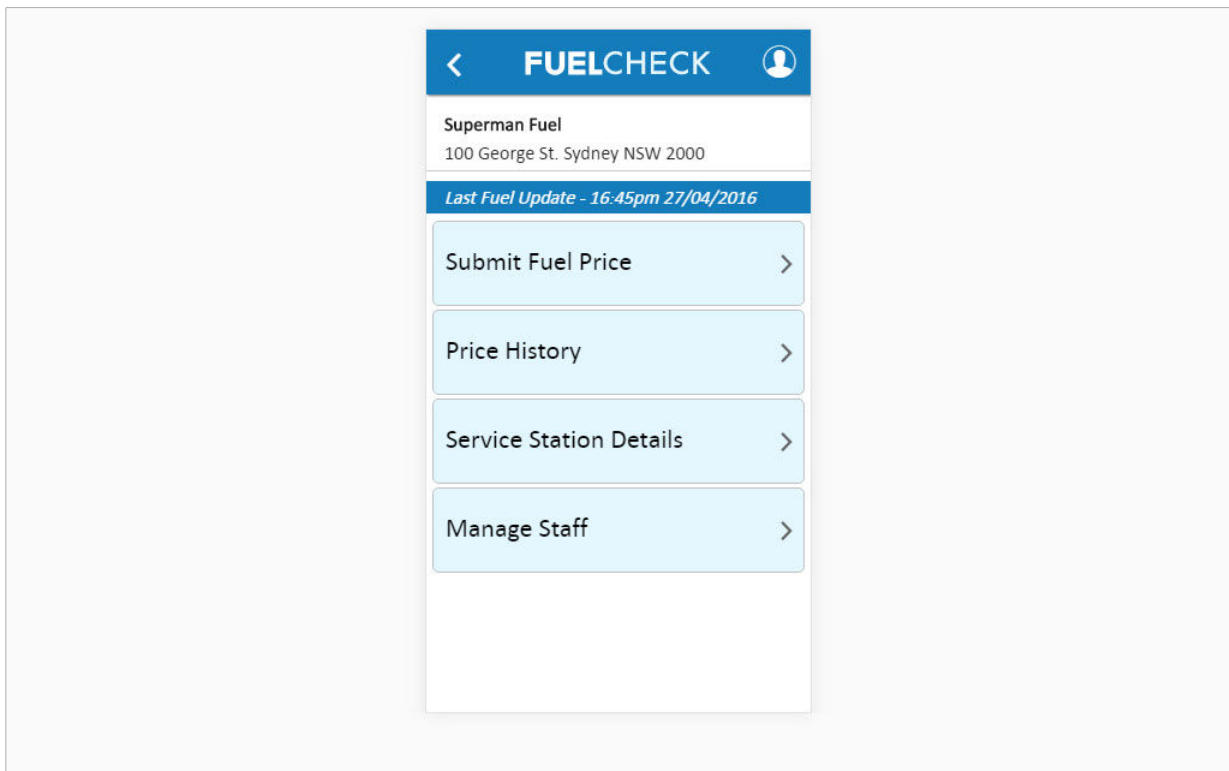 FUELCHECK
Superman Fuel
100 George St. Sydney NSW 2000
Last Fuel Update - 16:45pm 27/04/2016
Submit Fuel Price
Price History
Service Station Details
Manage Staff